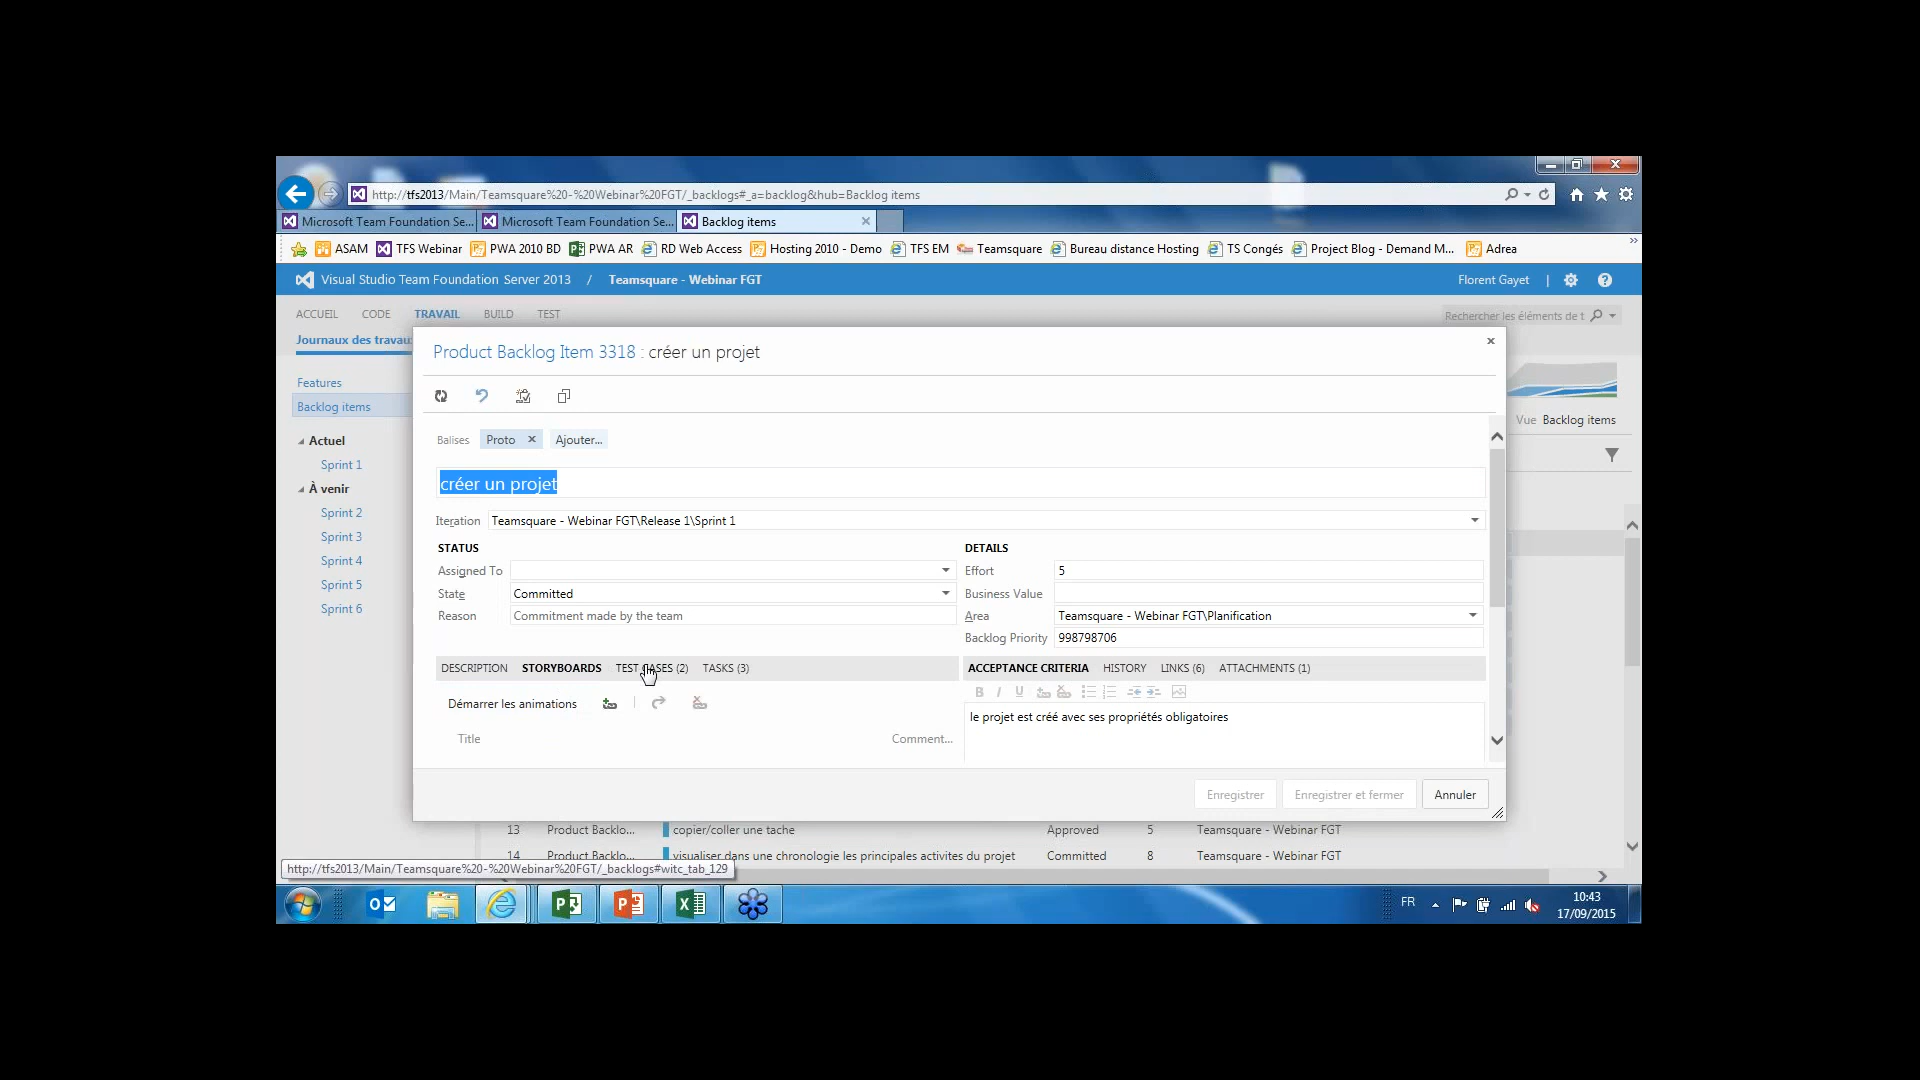 http://tfs2013/Main/Teamsquare%20-%20Webinar%20FGT/_backlogs#_a=backlog&hub=Backlog items
Microsoft Team Foundation Se... Microsoft Team Foundation Se... Backlog items
ASAM TFS Webinar PWA 2010 BD PWA AR RD Web Access Hosting 2010 - Demo TFS EM Teamsquare Bureau distance Hosting TS Congés Project Blog - Demand M... Adrea
Visual Studio Team Foundation Server 2013 / Teamsquare - Webinar FGT Florent Gayet |
ACCUEIL CODE TRAVAIL BUILD TEST Rechercher les éléments de t
Journaux des travau
Product Backlog Item 3318 : créer un projet
Features
Backlog items
Vue Backlog items
Balises Proto Ajouter...
Actuel
Sprint 1
créer un projet
À venir
Sprint 2
Iteration Teamsquare - Webinar FGT\Release 1\Sprint 1
Sprint 3
STATUS DETAILS
Sprint 4
Assigned To Effort 5
Sprint 5
State Committed Business Value
Sprint 6
Reason Commitment made by the team Area Teamsquare - Webinar FGT\Planification
Backlog Priority 998798706
DESCRIPTION STORYBOARDS TEST CASES (2) TASKS (3) ACCEPTANCE CRITERIA HISTORY LINKS (6) ATTACHMENTS (1)
B I U
Démarrer les animations
le projet est créé avec ses propriétés obligatoires
Title Comment...
Enregistrer Enregistrer et fermer Annuler
13 Product Backlo... copier/coller une tache Approved 5 Teamsquare - Webinar FGT
14 Product Backlo... visualiser dans une chronologie les principales activites du projet Committed 8 Teamsquare - Webinar FGT
http://tfs2013/Main/Teamsquare%20-%20Webinar%20FGT/_backlogs#witc_tab_129
FR 10:43
17/09/2015